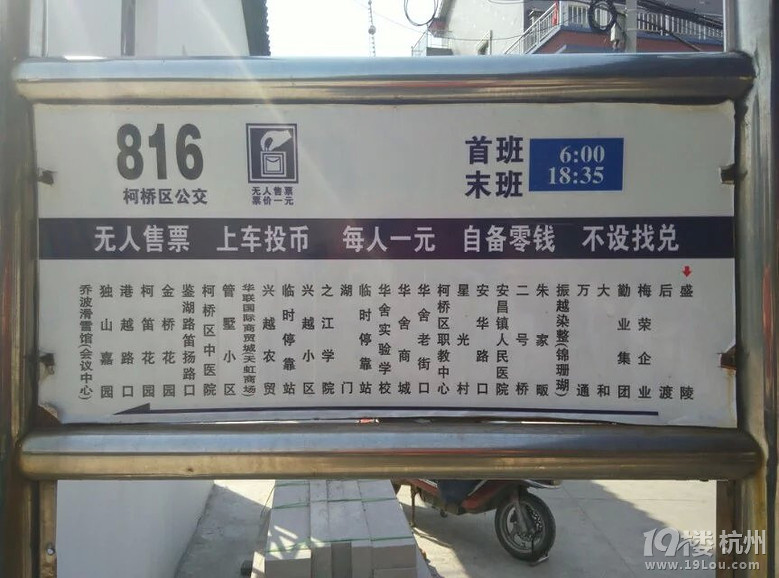 816
柯桥区公交
无人售票
票价一元
首班 6:00
末班 18:35
无人售票 上车投币 每人一元 自备零钱 不设找兑
乔波滑雪馆(会议中心)
独山嘉园
港越路口
柯笛花园
金桥花园
鉴湖路笛扬路口
柯桥区中医院
管墅小区
华联国际商贸城(天虹商场)
兴越农贸
临时停靠站
兴越小区
之江学院
湖门
临时停靠站
华舍实验学校
华舍商城
华舍老街口
柯桥区职教中心
星光村
安华路口
安昌镇人民医院
二号桥
朱家畈
振越染整(锦珊瑚)
万通
大和
勤业集团
梅荣企业
后渡
盛陵
19楼杭州
www.19lou.com